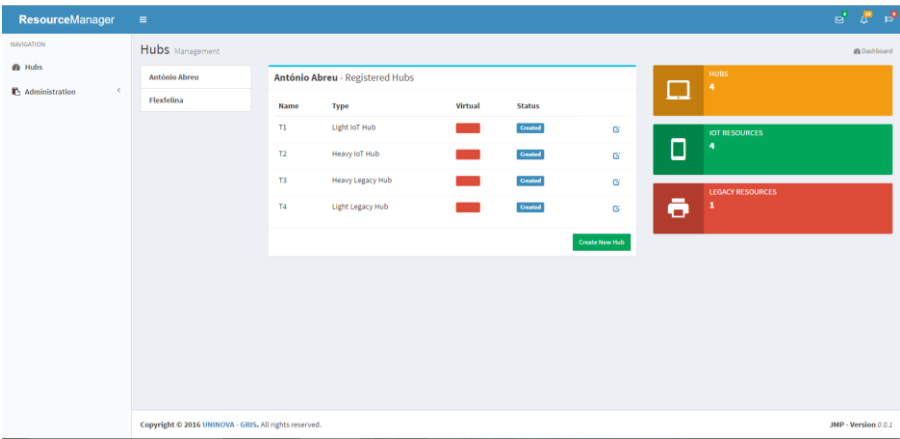 ResourceManager
NAVIGATION
Hubs
Administration
Hubs Management
Dashboard
António Abreu
Flexfelina
António Abreu - Registered Hubs
Name Type Virtual Status
T1 Light IoT Hub Created
T2 Heavy IoT Hub Created
T3 Heavy Legacy Hub Created
T4 Light Legacy Hub Created
Create New Hub
HUBS
4
IOT RESOURCES
4
LEGACY RESOURCES
1
Copyright © 2016 UNINOVA - GRIS. All rights reserved.
JMP - Version 0.0.1